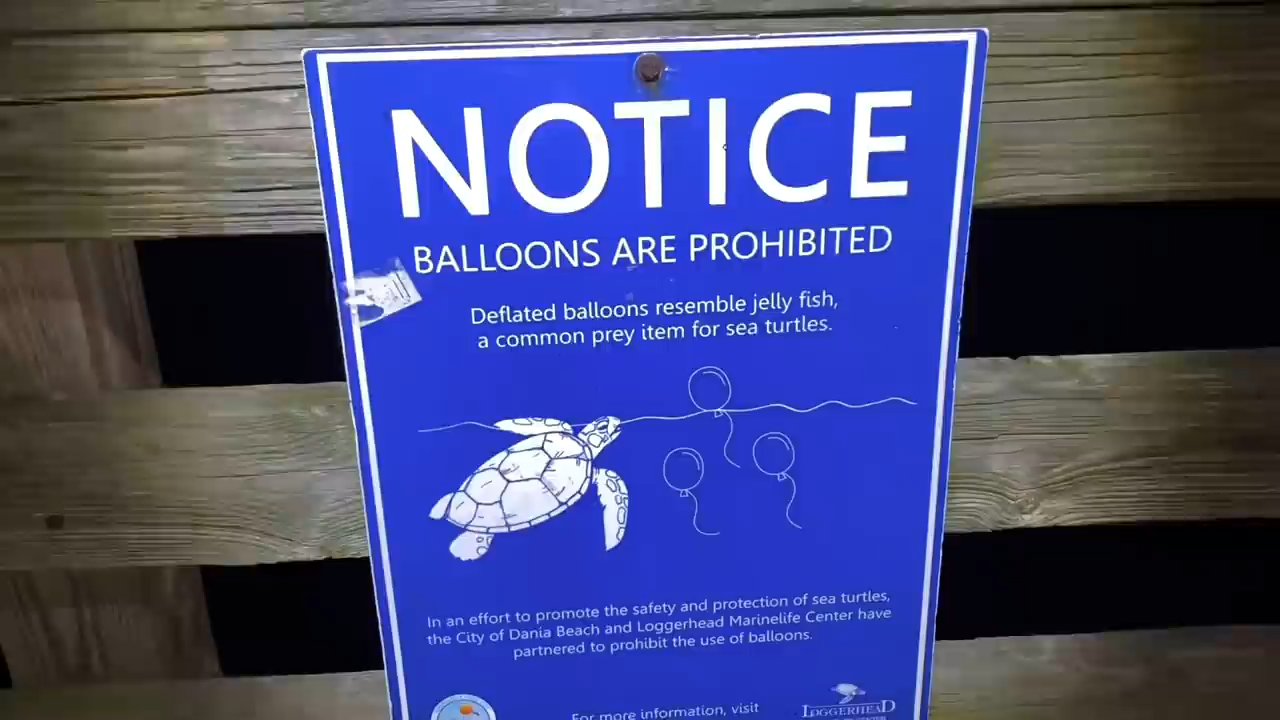 NOTICE
BALLOONS ARE PROHIBITED
Deflated balloons resemble jelly fish,
a common prey item for sea turtles.
In an effort to promote the safety and protection of sea turtles,
the City of Dania Beach and Loggerhead Marinelife Center have
partnered to prohibit the use of balloons.
For more information, visit
LOGGERHEAD